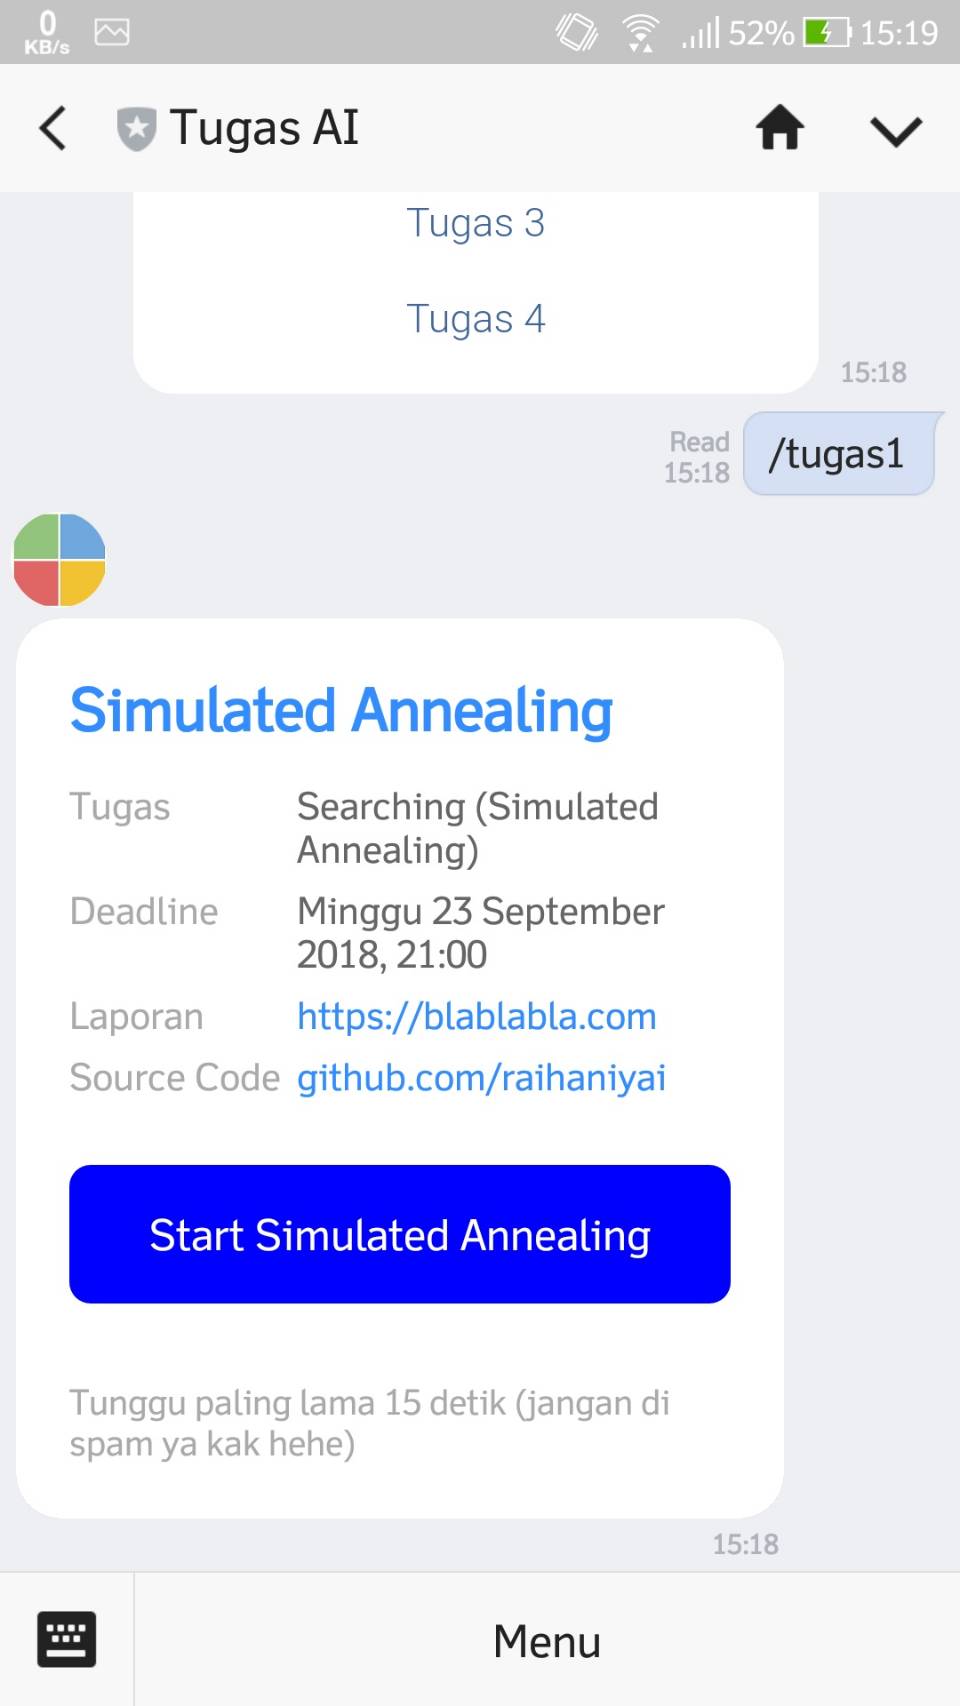 0
KB/s
52%
15:19
Tugas AI
Tugas 3
Tugas 4
15:18
Read
15:18
/tugas1
Simulated Annealing
Tugas
Searching (Simulated
Annealing)
Deadline
Minggu 23 September
2018, 21:00
Laporan
https://blablabla.com
Source Code
github.com/raihaniyai
Start Simulated Annealing
Tunggu paling lama 15 detik (jangan di
spam ya kak hehe)
15:18
Menu